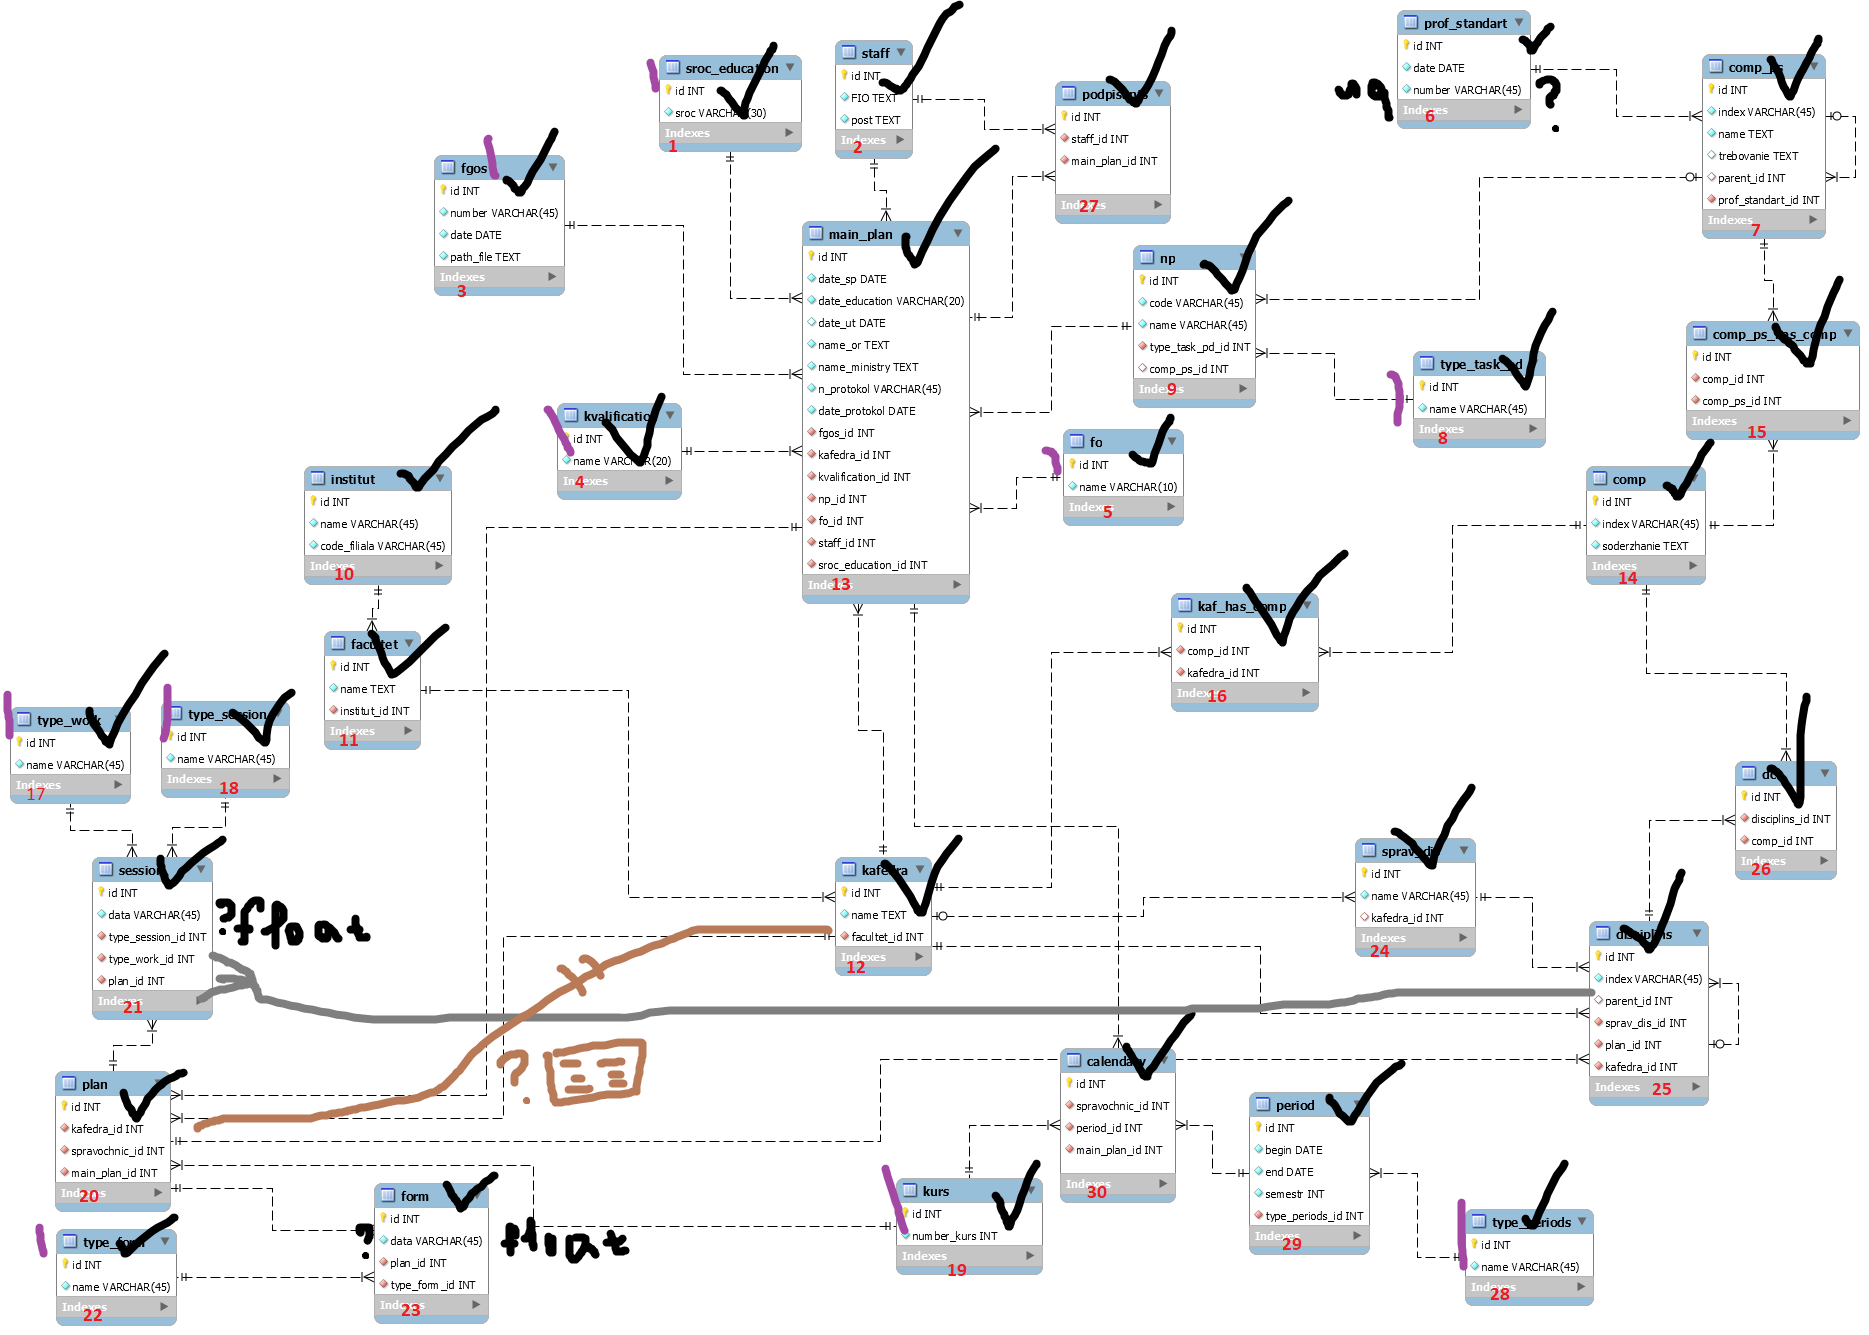 sroc_education
id INT
sroc VARCHAR(30)
Indexes
1
staff
id INT
FIO TEXT
post TEXT
Indexes
2
podpisants
id INT
staff_id INT
main_plan_id INT
Indexes
27
prof_standart
id INT
date DATE
number VARCHAR(45)
Indexes
6
?
comp_ps
id INT
index VARCHAR(45)
name TEXT
trebovanie TEXT
parent_id INT
prof_standart_id INT
Indexes
7
fgos
id INT
number VARCHAR(45)
date DATE
path_file TEXT
Indexes
3
main_plan
id INT
date_sp DATE
date_education VARCHAR(20)
date_ut DATE
name_or TEXT
name_ministry TEXT
n_protokol VARCHAR(45)
date_protokol DATE
fgos_id INT
kafedra_id INT
kvalification_id INT
np_id INT
fo_id INT
staff_id INT
sroc_education_id INT
Indexes
13
np
id INT
code VARCHAR(45)
name VARCHAR(45)
type_task_pd_id INT
comp_ps_id INT
Indexes
9
type_task_pd
id INT
name VARCHAR(45)
Indexes
8
comp_ps_has_comp
id INT
comp_id INT
comp_ps_id INT
Indexes
15
kvalification
id INT
name VARCHAR(20)
Indexes
4
fo
id INT
name VARCHAR(10)
Indexes
5
institut
id INT
name VARCHAR(45)
code_filiala VARCHAR(45)
Indexes
10
comp
id INT
index VARCHAR(45)
soderzhanie TEXT
Indexes
14
kaf_has_comp
id INT
comp_id INT
kafedra_id INT
Indexes
16
facultet
id INT
name TEXT
institut_id INT
Indexes
11
type_work
id INT
name VARCHAR(45)
Indexes
17
type_session
id INT
name VARCHAR(45)
Indexes
18
id INT
disciplins_id INT
comp_id INT
Indexes
26
session
id INT
data VARCHAR(45)
type_session_id INT
type_work_id INT
plan_id INT
Indexes
21
?float
kafedra
id INT
name TEXT
facultet_id INT
Indexes
12
sprav_dis
id INT
name VARCHAR(45)
kafedra_id INT
Indexes
24
disciplins
id INT
index VARCHAR(45)
parent_id INT
sprav_dis_id INT
plan_id INT
kafedra_id INT
Indexes
25
?
plan
id INT
kafedra_id INT
spravochnic_id INT
main_plan_id INT
Indexes
20
calendary
id INT
spravochnic_id INT
period_id INT
main_plan_id INT
Indexes
30
period
id INT
begin DATE
end DATE
semestr INT
type_periods_id INT
Indexes
29
type_form
id INT
name VARCHAR(45)
Indexes
22
form
id INT
data VARCHAR(45)
plan_id INT
type_form_id INT
Indexes
23
?
float
kurs
id INT
number_kurs INT
Indexes
19
type_periods
id INT
name VARCHAR(45)
Indexes
28